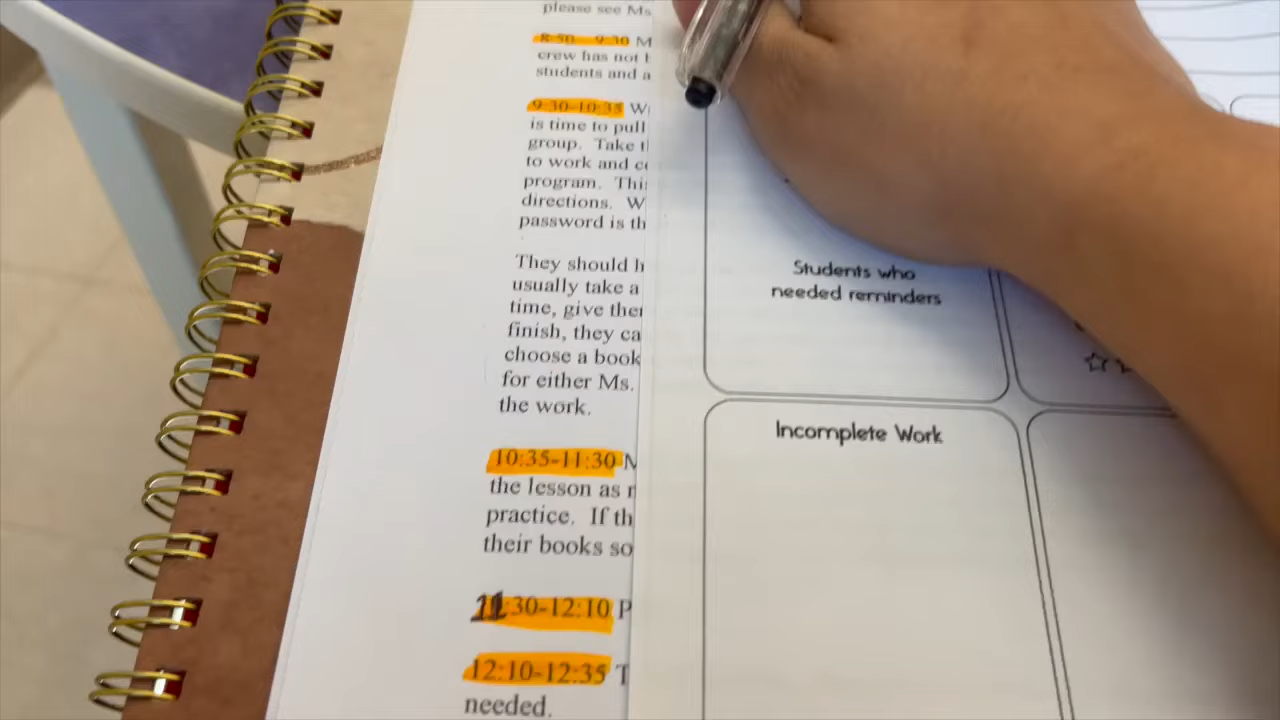 please see Ms
8:50 - 9:30 M
crew has not
students and a
9:30-10:35
is time to pull
group. Take
to work and
program.
directions. W
password is th
They should h
usually take a
time, give
finish, they ca
choose a book
for either Ms.
the work.
10:35-11:30
the lesson as
practice. If th
their books so
11:30-12:10 P
12:10-12:35 T
needed.
Students who
needed reminders
Incomplete Work